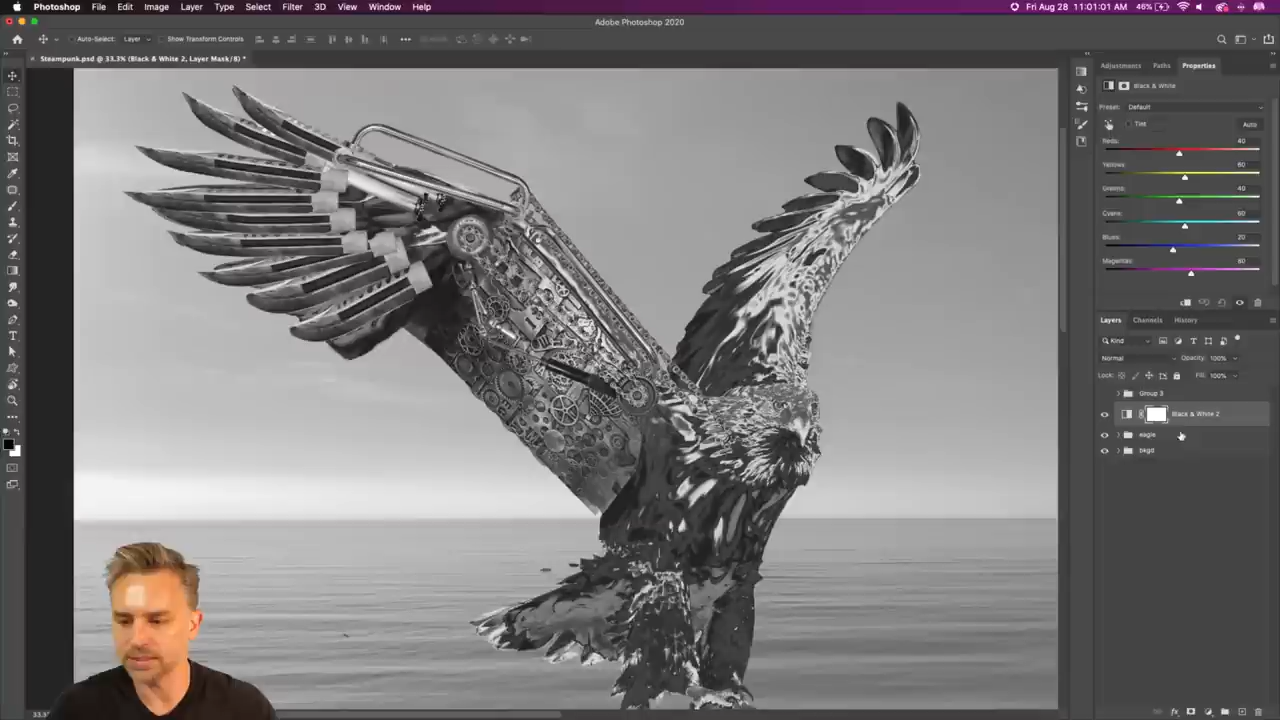 Photoshop File Edit Image Layer Type Select Filter 3D View Window Help
Fri Aug 28 11:01:01 AM 46%
Adobe Photoshop 2020
Auto-Select: Layer Show Transform Controls
Steampunk.psd @ 33.3% (Black & White 2, Layer Mask/8) *
Adjustments Paths Properties
Black & White
Preset: Default
Tint Auto
Reds: 40
Yellows: 60
Greens: 40
Cyans: 60
Blues: 20
Magentas: 80
Layers Channels History
Kind
Normal Opacity: 100%
Lock: Fill: 100%
Group 3
Black & White 2
eagle
bkgd